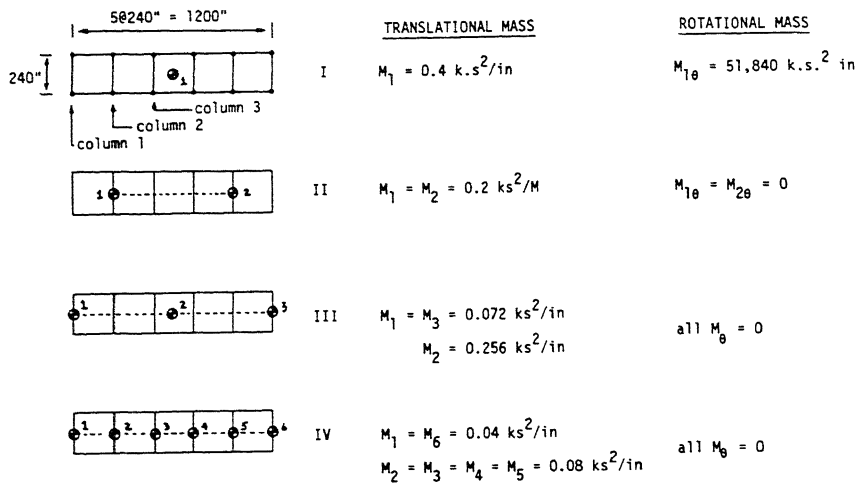 5@240" = 1200"
TRANSLATIONAL MASS
ROTATIONAL MASS
240"
1
I
M₁ = 0.4 k.s²/in
M₁θ = 51,840 k.s.² in
column 3
column 2
column 1
1
2
II
M₁ = M₂ = 0.2 ks²/M
M₁θ = M₂θ = 0
1
2
3
III
M₁ = M₃ = 0.072 ks²/in
M₂ = 0.256 ks²/in
all Mθ = 0
1
2
3
4
5
6
IV
M₁ = M₆ = 0.04 ks²/in
M₂ = M₃ = M₄ = M₅ = 0.08 ks²/in
all Mθ = 0